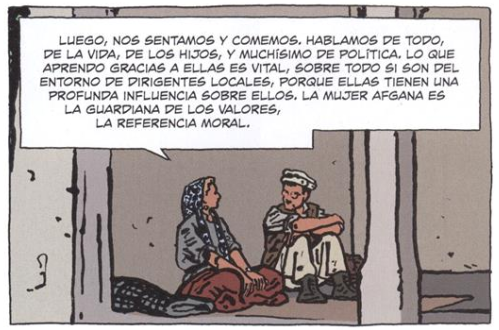 LUEGO, NOS SENTAMOS Y COMEMOS. HABLAMOS DE TODO,
DE LA VIDA, DE LOS HIJOS, Y MUCHÍSIMO DE POLÍTICA. LO QUE
APRENDO GRACIAS A ELLAS ES VITAL, SOBRE TODO SI SON DEL
ENTORNO DE DIRIGENTES LOCALES, PORQUE ELLAS TIENEN UNA
PROFUNDA INFLUENCIA SOBRE ELLOS. LA MUJER AFGANA ES
LA GUARDIANA DE LOS VALORES,
LA REFERENCIA MORAL.